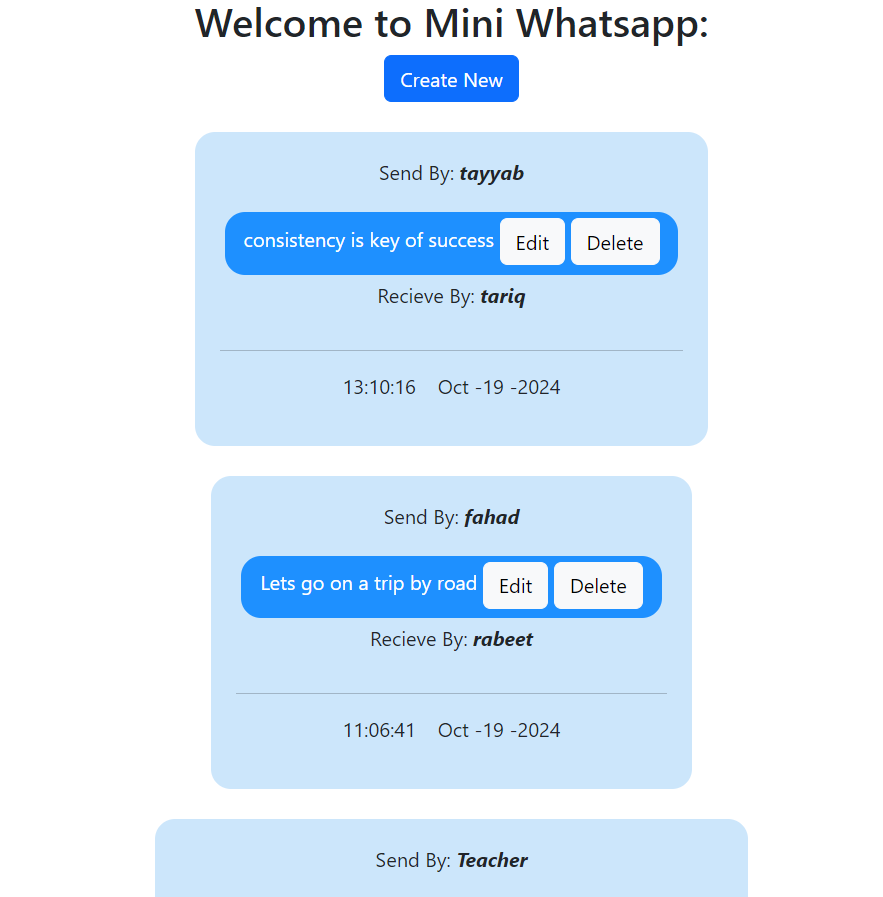 Welcome to Mini Whatsapp:
Create New
Send By: tayyab
consistency is key of success Edit Delete
Recieve By: tariq
13:10:16 Oct -19 -2024
Send By: fahad
Lets go on a trip by road Edit Delete
Recieve By: rabeet
11:06:41 Oct -19 -2024
Send By: Teacher